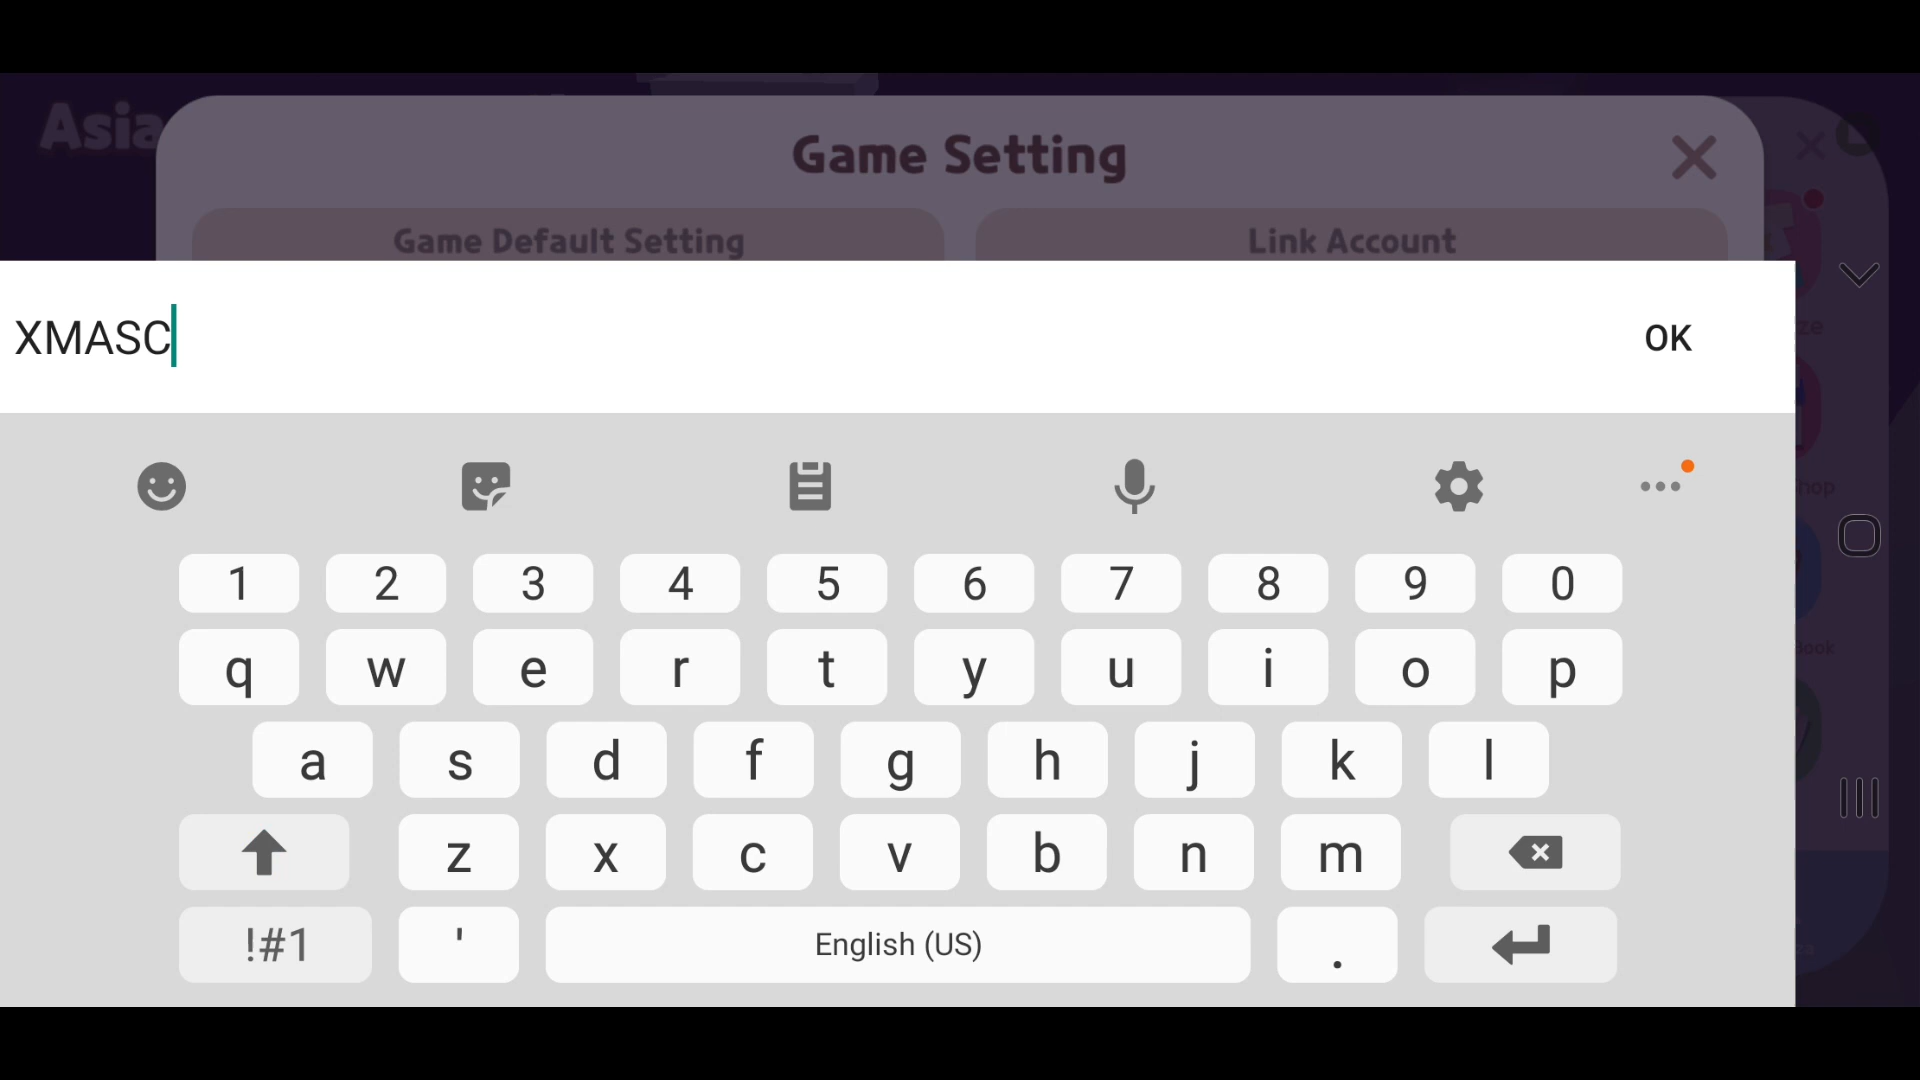 Asia
Game Setting
Game Default Setting
Link Account
XMASC
OK
1 2 3 4 5 6 7 8 9 0
q w e r t y u i o p
a s d f g h j k l
z x c v b n m
!#1 ' English (US) .